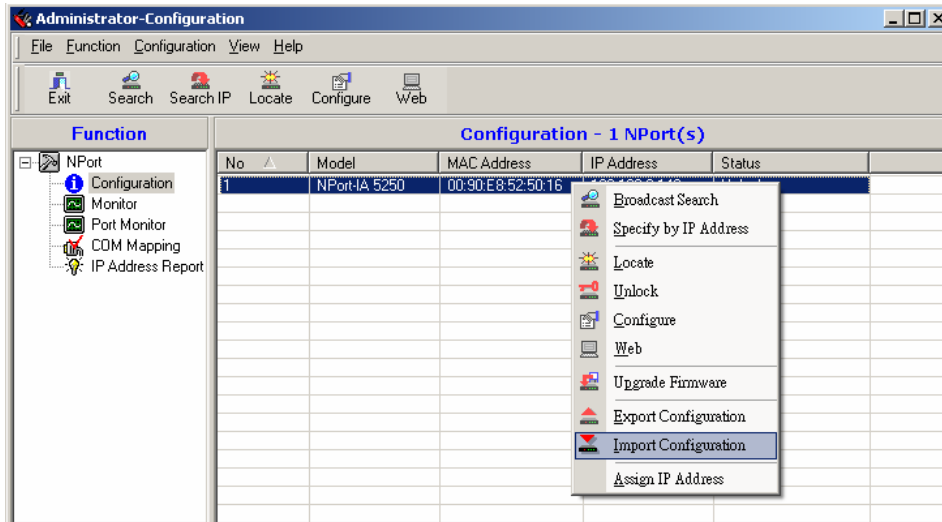 Administrator-Configuration
File Function Configuration View Help
Exit Search Search IP Locate Configure Web
Function
Configuration - 1 NPort(s)
NPort
Configuration
Monitor
Port Monitor
COM Mapping
IP Address Report
No Model MAC Address IP Address Status
1 NPort-IA 5250 00:90:E8:52:50:16
Broadcast Search
Specify by IP Address
Locate
Unlock
Configure
Web
Upgrade Firmware
Export Configuration
Import Configuration
Assign IP Address